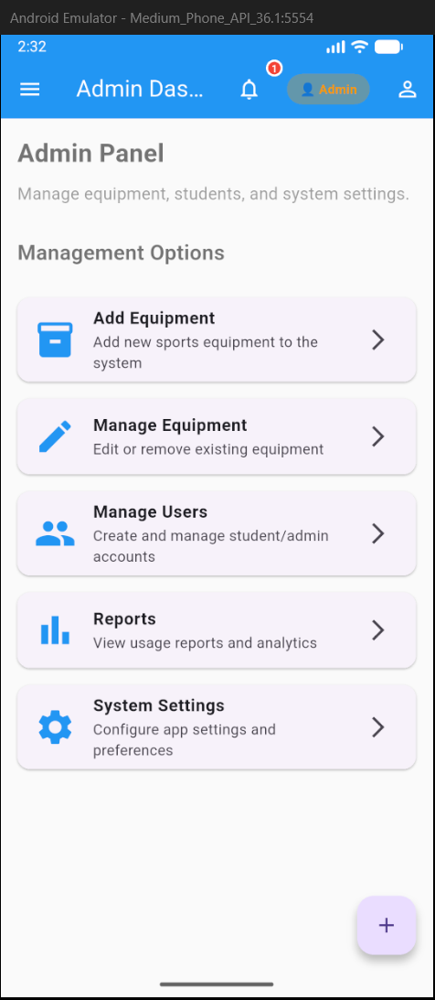 Android Emulator - Medium_Phone_API_36.1:5554
2:32
Admin Das...
1
Admin
Admin Panel
Manage equipment, students, and system settings.
Management Options
Add Equipment
Add new sports equipment to the
system
Manage Equipment
Edit or remove existing equipment
Manage Users
Create and manage student/admin
accounts
Reports
View usage reports and analytics
System Settings
Configure app settings and
preferences